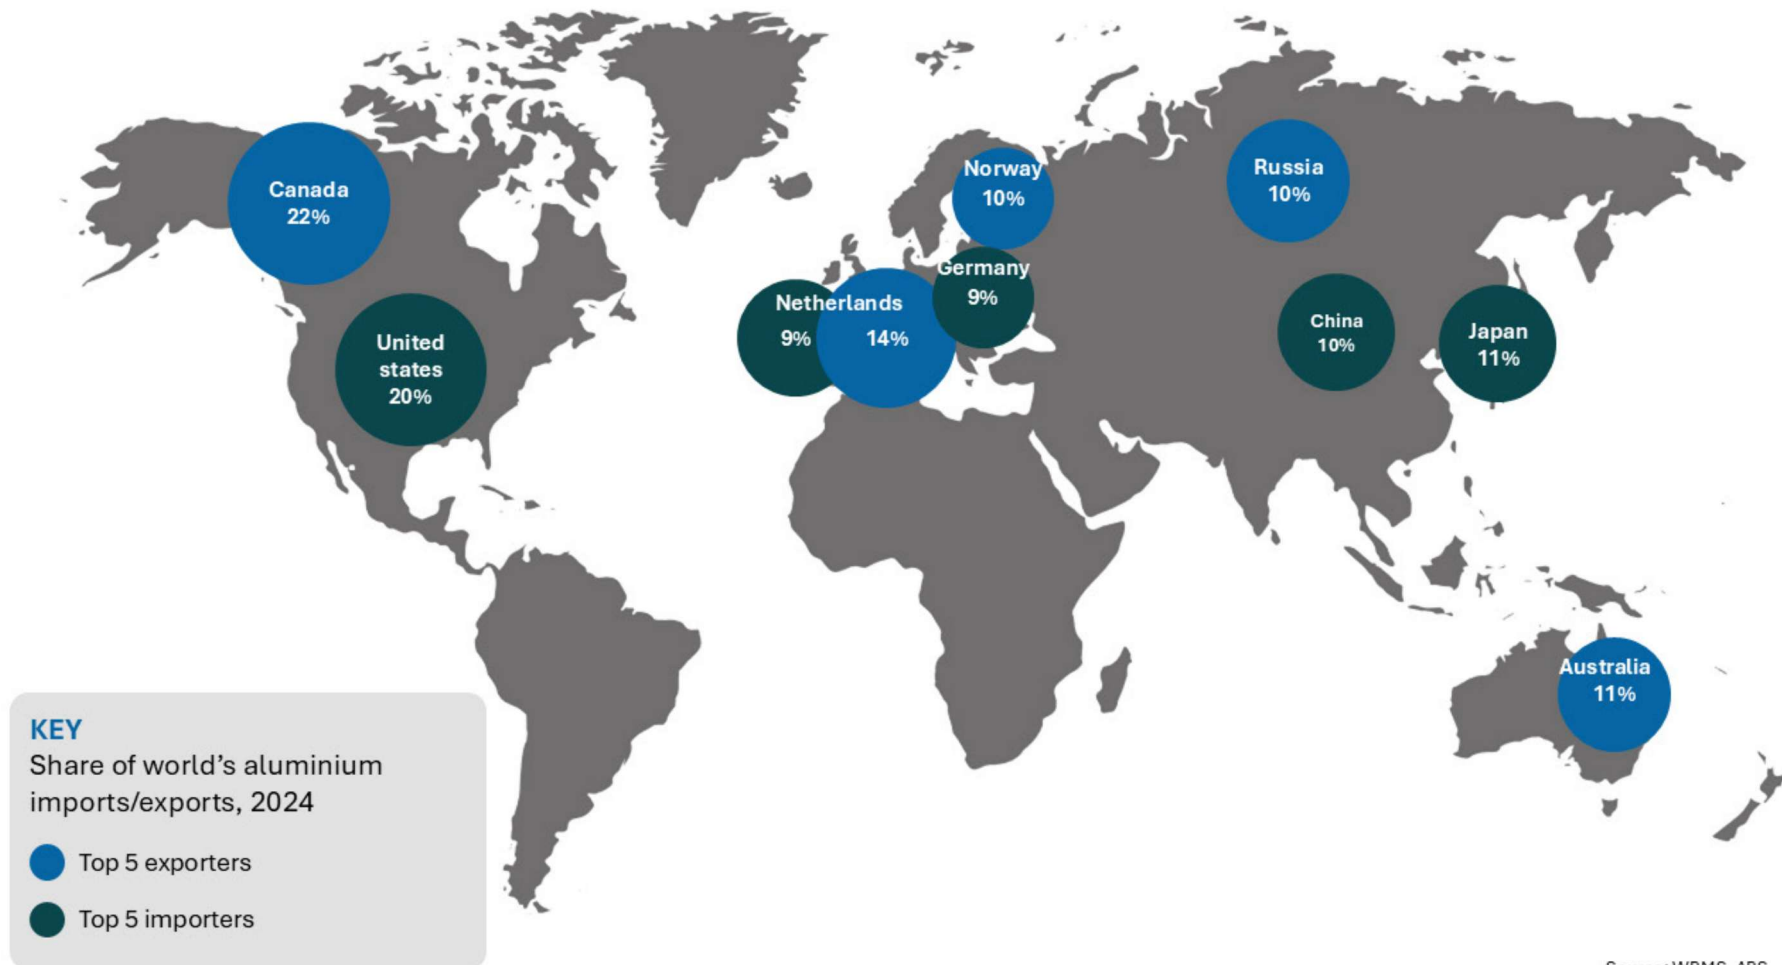 Canada
22%
Norway
10%
Russia
10%
Germany
9%
Netherlands
9%
14%
China
10%
Japan
11%
United
states
20%
Australia
11%
KEY
Share of world’s aluminium
imports/exports, 2024
Top 5 exporters
Top 5 importers